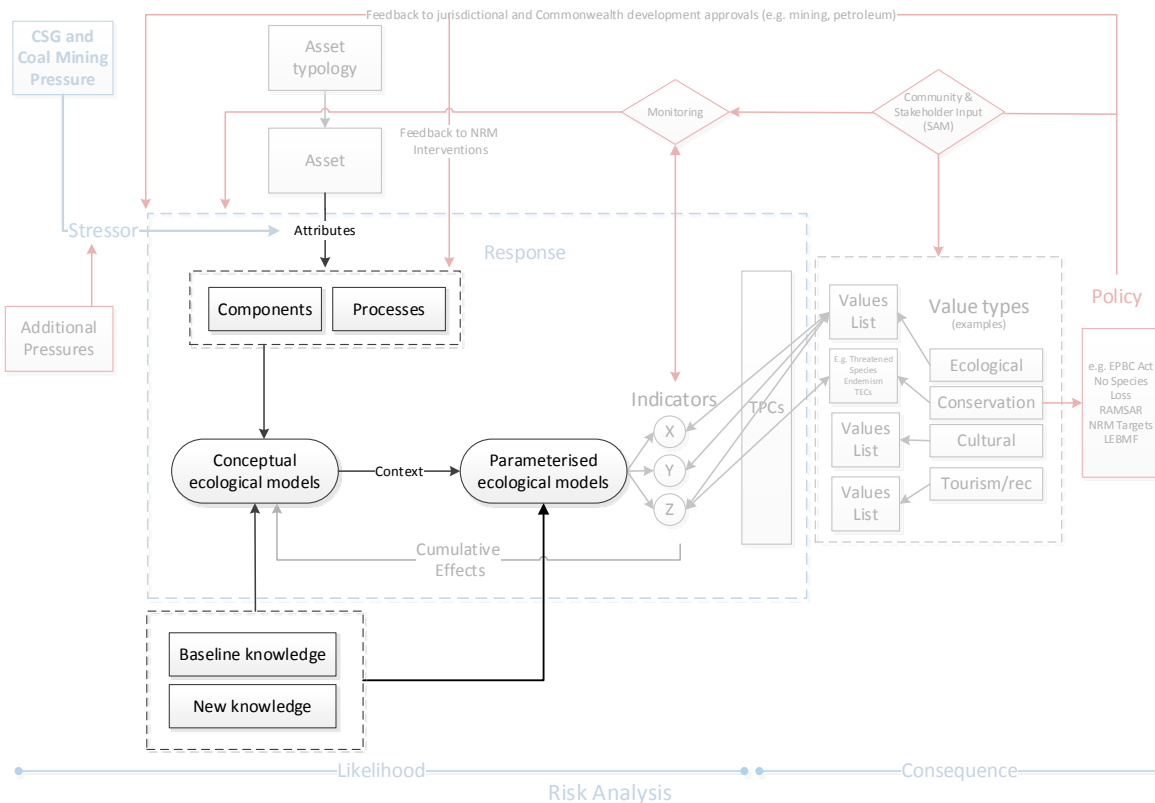 Feedback to jurisdictional and Commonwealth development approvals (e.g. mining, petroleum)
CSG and
Coal Mining
Pressure
Asset
typology
Monitoring
Community &
Stakeholder Input
(SAM)
Feedback to NRM
Interventions
Asset
Stressor
Attributes
Response
Components
Processes
Additional
Pressures
Values
List
Value types
(examples)
Policy
E.g. Threatened
Species
Endemism
TECs
Ecological
Conservation
e.g. EPBC Act
No Species
Loss
RAMSAR
NRM Targets
LEBMF
Indicators
TPCs
X
Y
Z
Values
List
Cultural
Values
List
Tourism/rec
Conceptual
ecological models
Context
Parameterised
ecological models
Cumulative
Effects
Baseline knowledge
New knowledge
Likelihood
Consequence
Risk Analysis